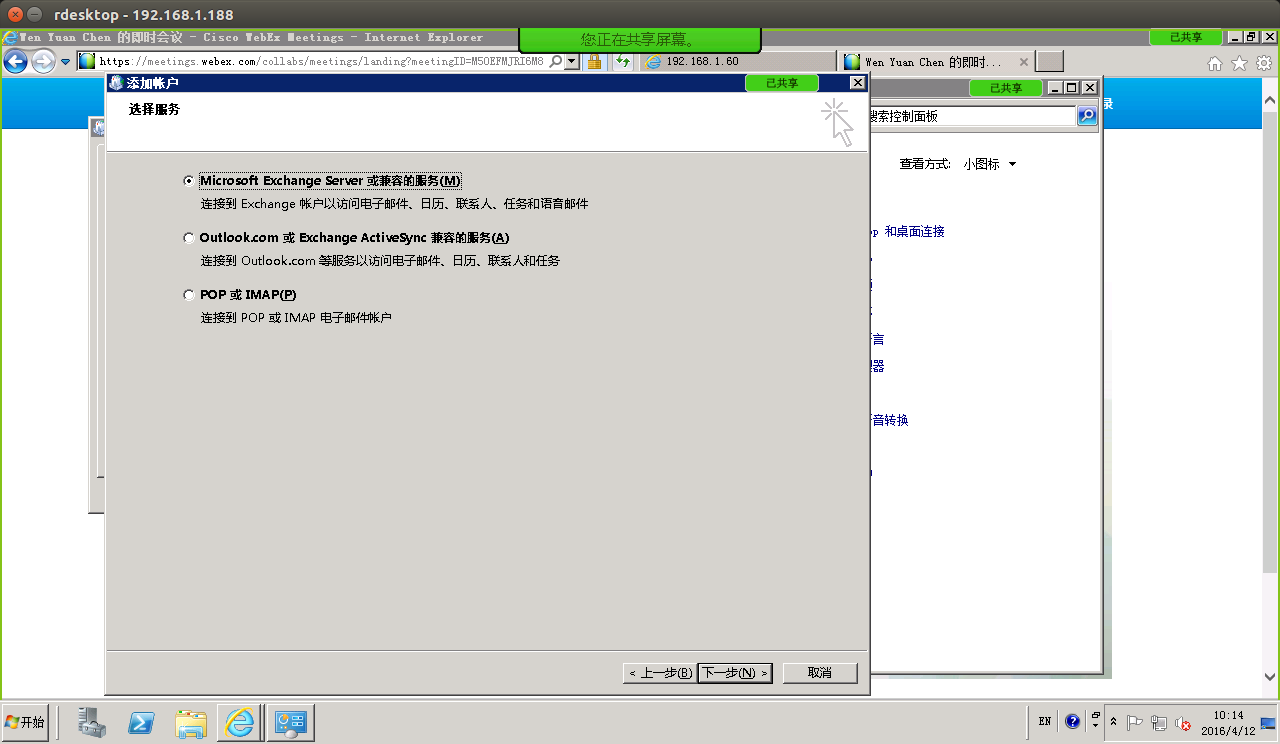 rdesktop - 192.168.1.188
Wen Yuan Chen 的即时会议 - Cisco WebEx Meetings - Internet Explorer
您正在共享屏幕。
已共享
https://meetings.webex.com/collabs/meetings/landing?meetingID=M5OEFMJTRI6M8
192.168.1.60
Wen Yuan Chen 的即时...
添加帐户
已共享
已共享
录
选择服务
搜索控制面板
查看方式:
小图标
Microsoft Exchange Server 或兼容的服务(M)
连接到 Exchange 帐户以访问电子邮件、日历、联系人、任务和语音邮件
Outlook.com 或 Exchange ActiveSync 兼容的服务(A)
连接到 Outlook.com 等服务以访问电子邮件、日历、联系人和任务
POP 或 IMAP(P)
连接到 POP 或 IMAP 电子邮件帐户
和桌面连接
言
器
音转换
< 上一步(B)
下一步(N) >
取消
开始
EN
10:14
2016/4/12